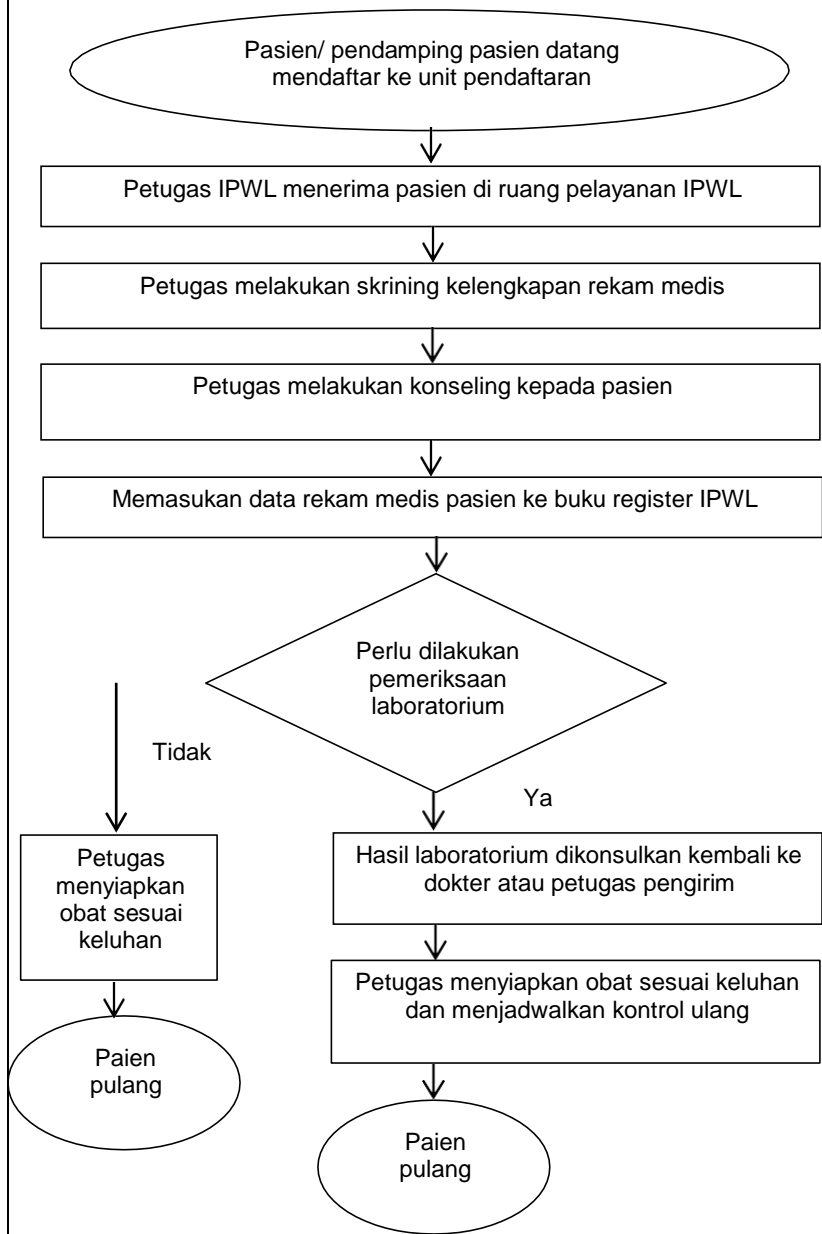 Pasien/ pendamping pasien datang
mendaftar ke unit pendaftaran
Petugas IPWL menerima pasien di ruang pelayanan IPWL
Petugas melakukan skrining kelengkapan rekam medis
Petugas melakukan konseling kepada pasien
Memasukan data rekam medis pasien ke buku register IPWL
Perlu dilakukan
pemeriksaan
laboratorium
Tidak
Ya
Petugas
menyiapkan
obat sesuai
keluhan
Hasil laboratorium dikonsulkan kembali ke
dokter atau petugas pengirim
Petugas menyiapkan obat sesuai keluhan
dan menjadwalkan kontrol ulang
Paien
pulang
Paien
pulang